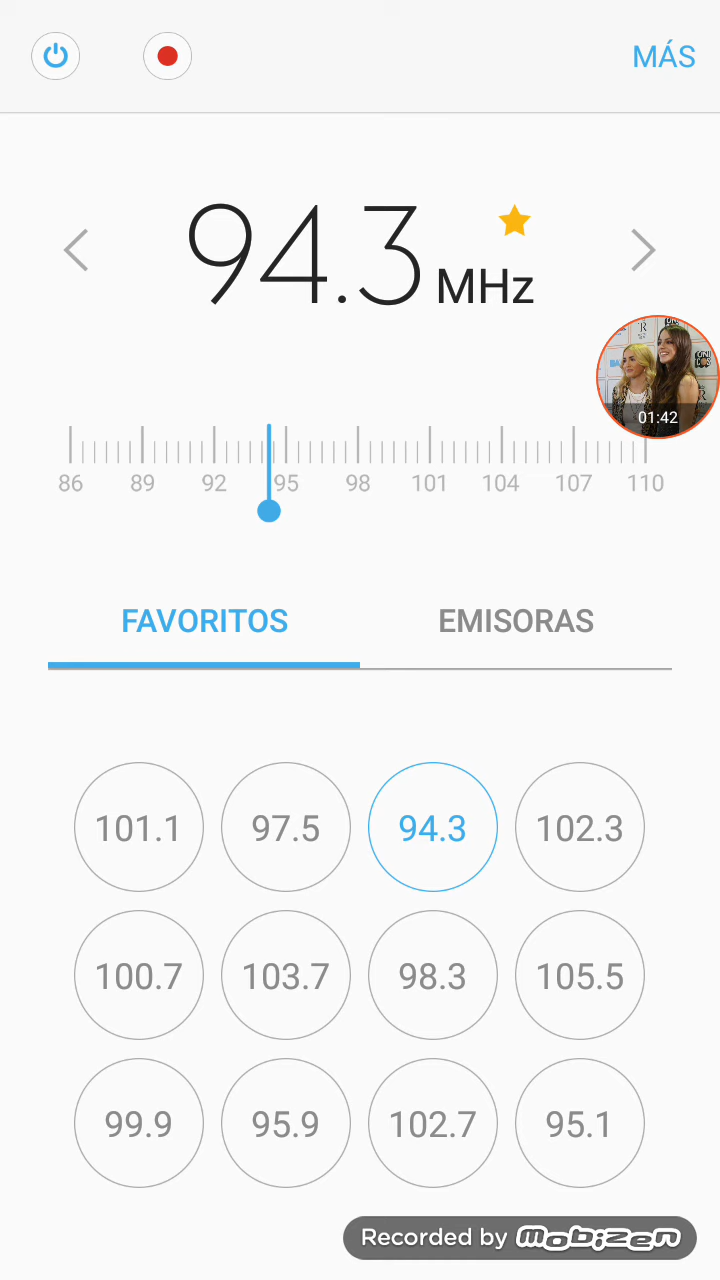 MÁS
94.3 MHz
01:42
86 89 92 95 98 101 104 107 110
FAVORITOS EMISORAS
101.1 97.5 94.3 102.3
100.7 103.7 98.3 105.5
99.9 95.9 102.7 95.1
Recorded by mobizen